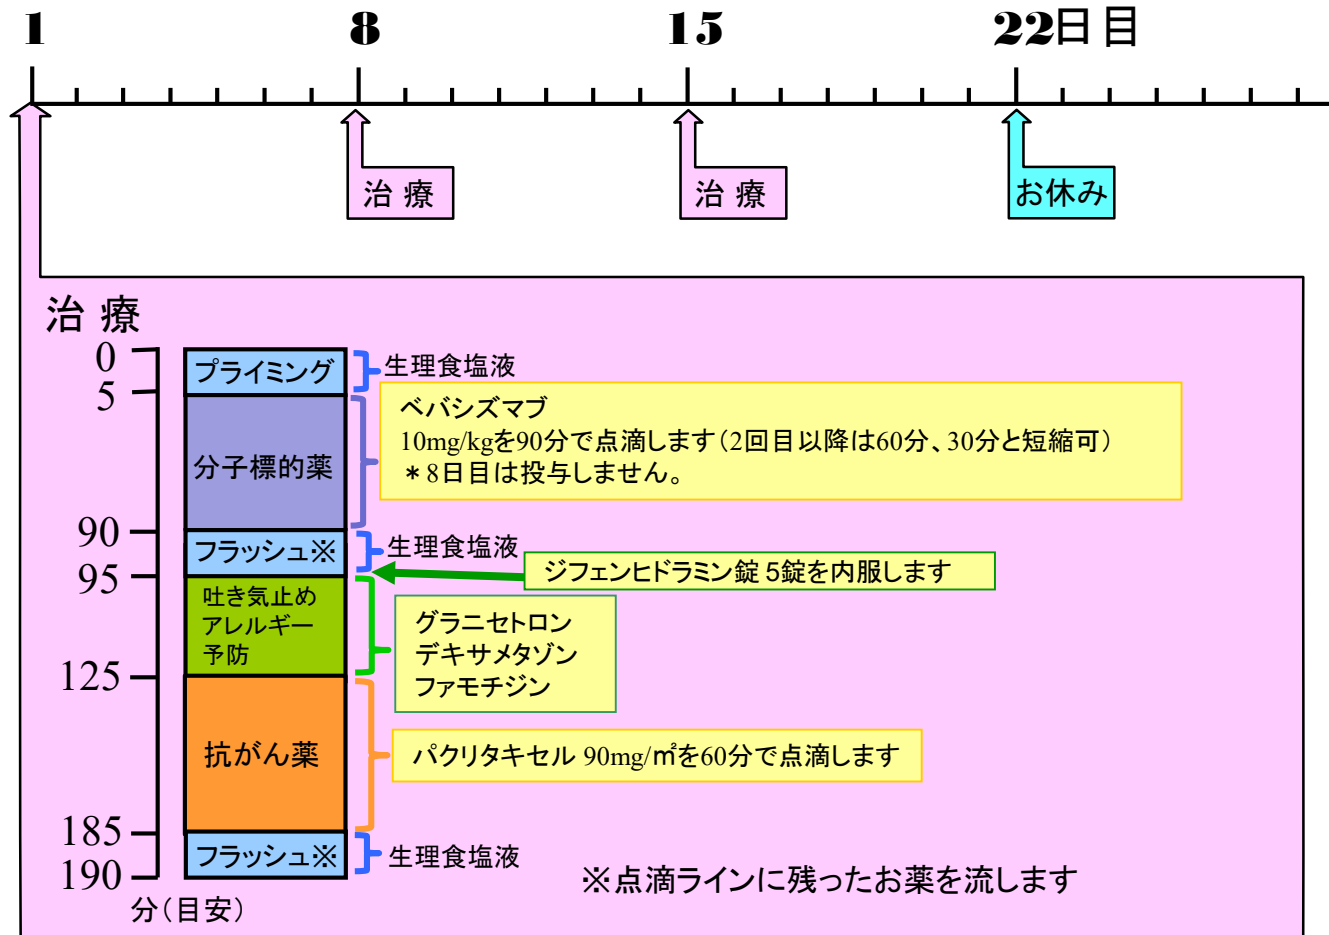 1 8 15 22日目
治 療
治 療
お休み
治 療
0
プライミング
生理食塩液
5
ベバシズマブ
10mg/kgを90分で点滴します（2回目以降は60分、30分と短縮可）
＊8日目は投与しません。
分子標的薬
90
フラッシュ※
生理食塩液
ジフェンヒドラミン錠 5錠を内服します
95
吐き気止め
アレルギー
予防
グラニセトロン
デキサメタゾン
ファモチジン
125
抗がん薬
パクリタキセル 90mg/㎡を60分で点滴します
185
フラッシュ※
生理食塩液
190
※点滴ラインに残ったお薬を流します
分（目安）